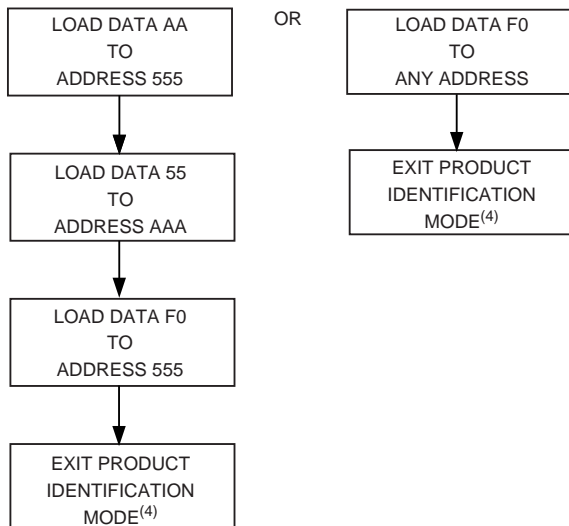 LOAD DATA AA
TO
ADDRESS 555
LOAD DATA 55
TO
ADDRESS AAA
LOAD DATA F0
TO
ADDRESS 555
EXIT PRODUCT
IDENTIFICATION
MODE(4)
OR
LOAD DATA F0
TO
ANY ADDRESS
EXIT PRODUCT
IDENTIFICATION
MODE(4)